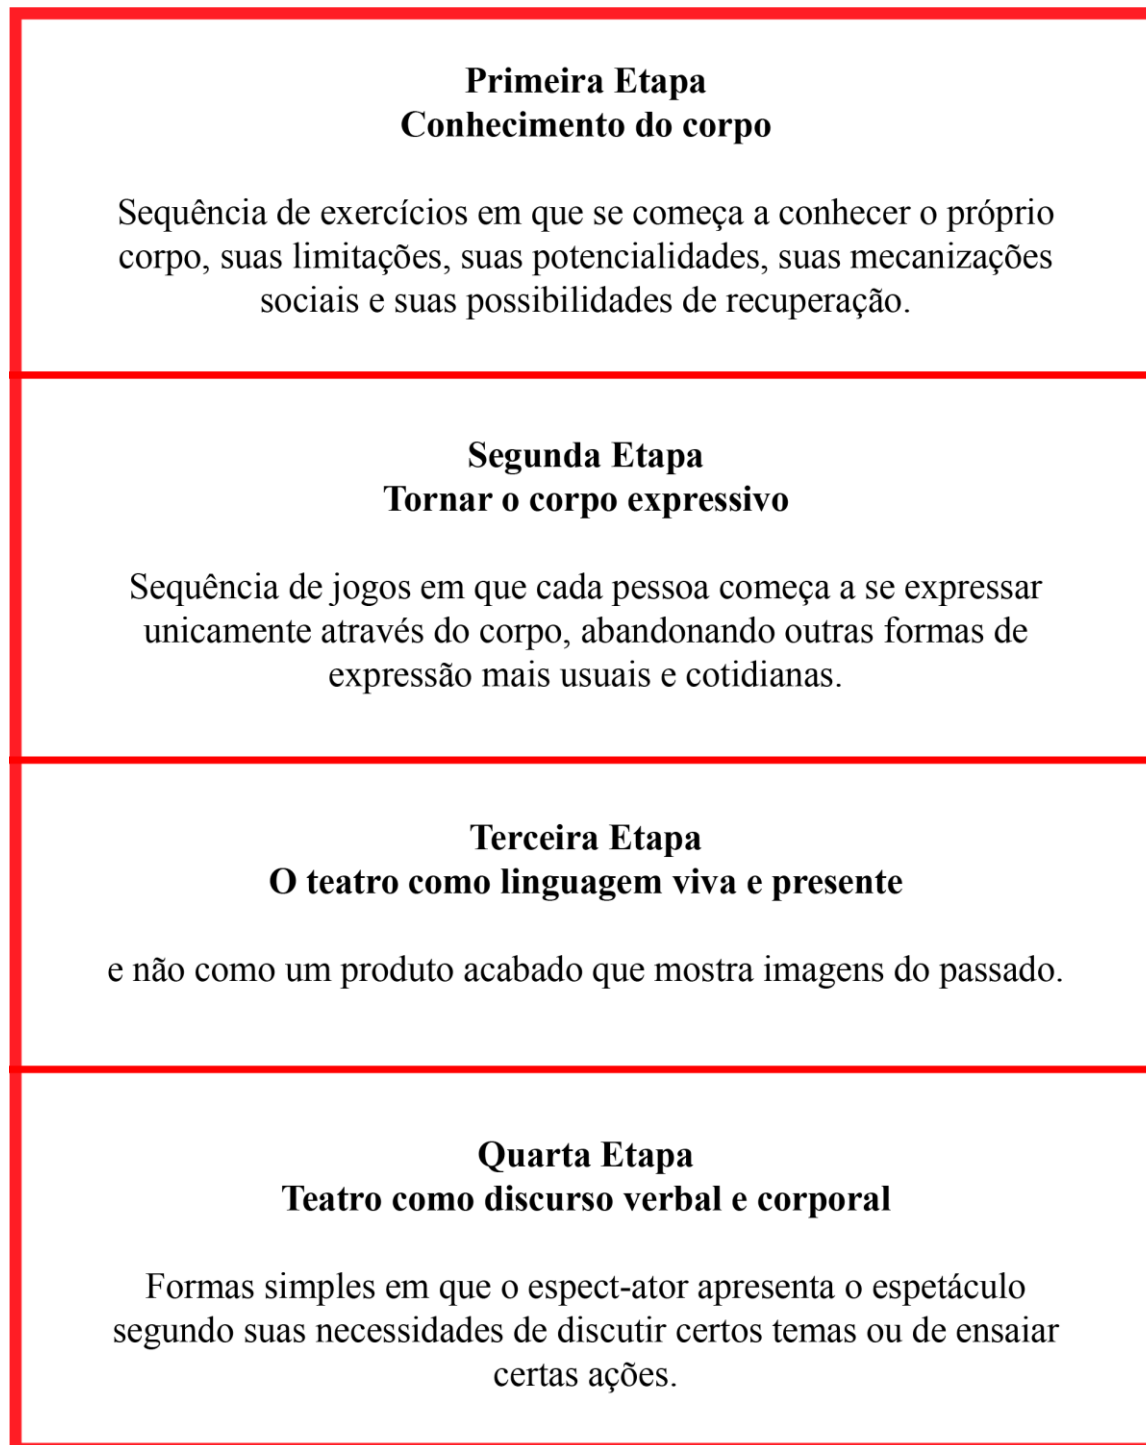 Primeira Etapa
Conhecimento do corpo
Sequência de exercícios em que se começa a conhecer o próprio
corpo, suas limitações, suas potencialidades, suas mecanizações
sociais e suas possibilidades de recuperação.
Segunda Etapa
Tornar o corpo expressivo
Sequência de jogos em que cada pessoa começa a se expressar
unicamente através do corpo, abandonando outras formas de
expressão mais usuais e cotidianas.
Terceira Etapa
O teatro como linguagem viva e presente
e não como um produto acabado que mostra imagens do passado.
Quarta Etapa
Teatro como discurso verbal e corporal
Formas simples em que o espect-ator apresenta o espetáculo
segundo suas necessidades de discutir certos temas ou de ensaiar
certas ações.